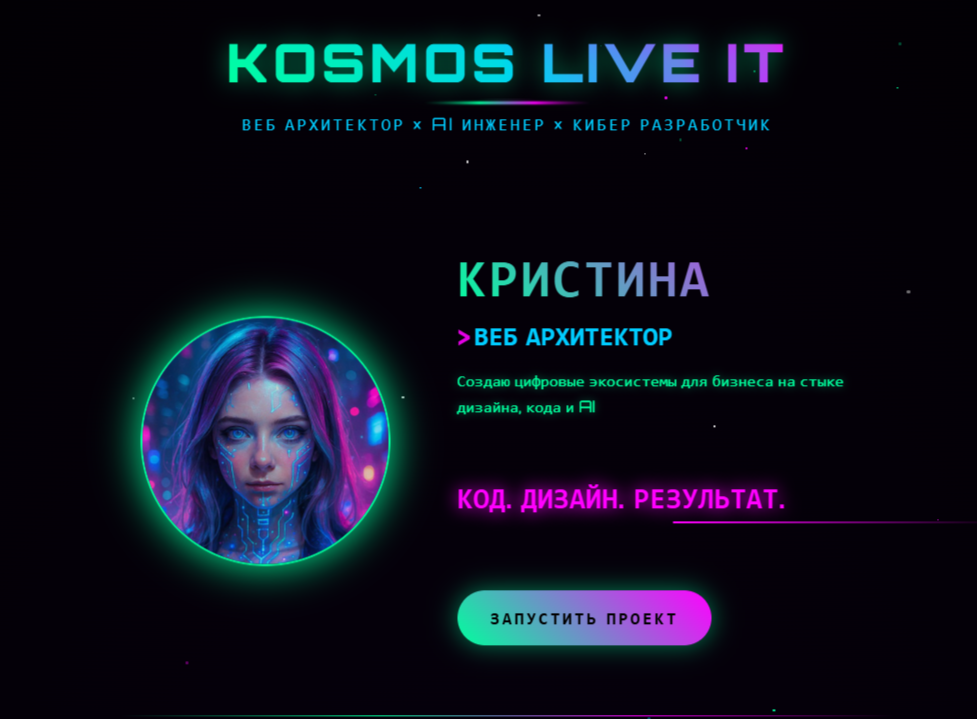 KOSMOS LIVE IT
ВЕБ АРХИТЕКТОР × AI ИНЖЕНЕР × КИБЕР РАЗРАБОТЧИК
КРИСТИНА
>ВЕБ АРХИТЕКТОР
Создаю цифровые экосистемы для бизнеса на стыке
дизайна, кода и AI
КОД. ДИЗАЙН. РЕЗУЛЬТАТ.
ЗАПУСТИТЬ ПРОЕКТ